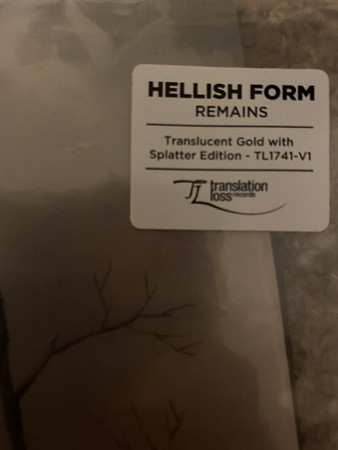 HELLISH FORM
REMAINS
Translucent Gold with
Splatter Edition - TL1741-V1
TL translation
loss records